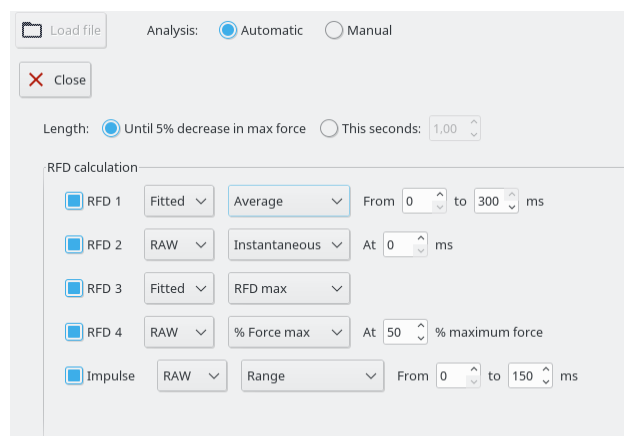 Load file Analysis: Automatic Manual
Close
Length: Until 5% decrease in max force This seconds: 1,00
RFD calculation
RFD 1 Fitted Average From 0 to 300 ms
RFD 2 RAW Instantaneous At 0 ms
RFD 3 Fitted RFD max
RFD 4 RAW % Force max At 50 % maximum force
Impulse RAW Range From 0 to 150 ms